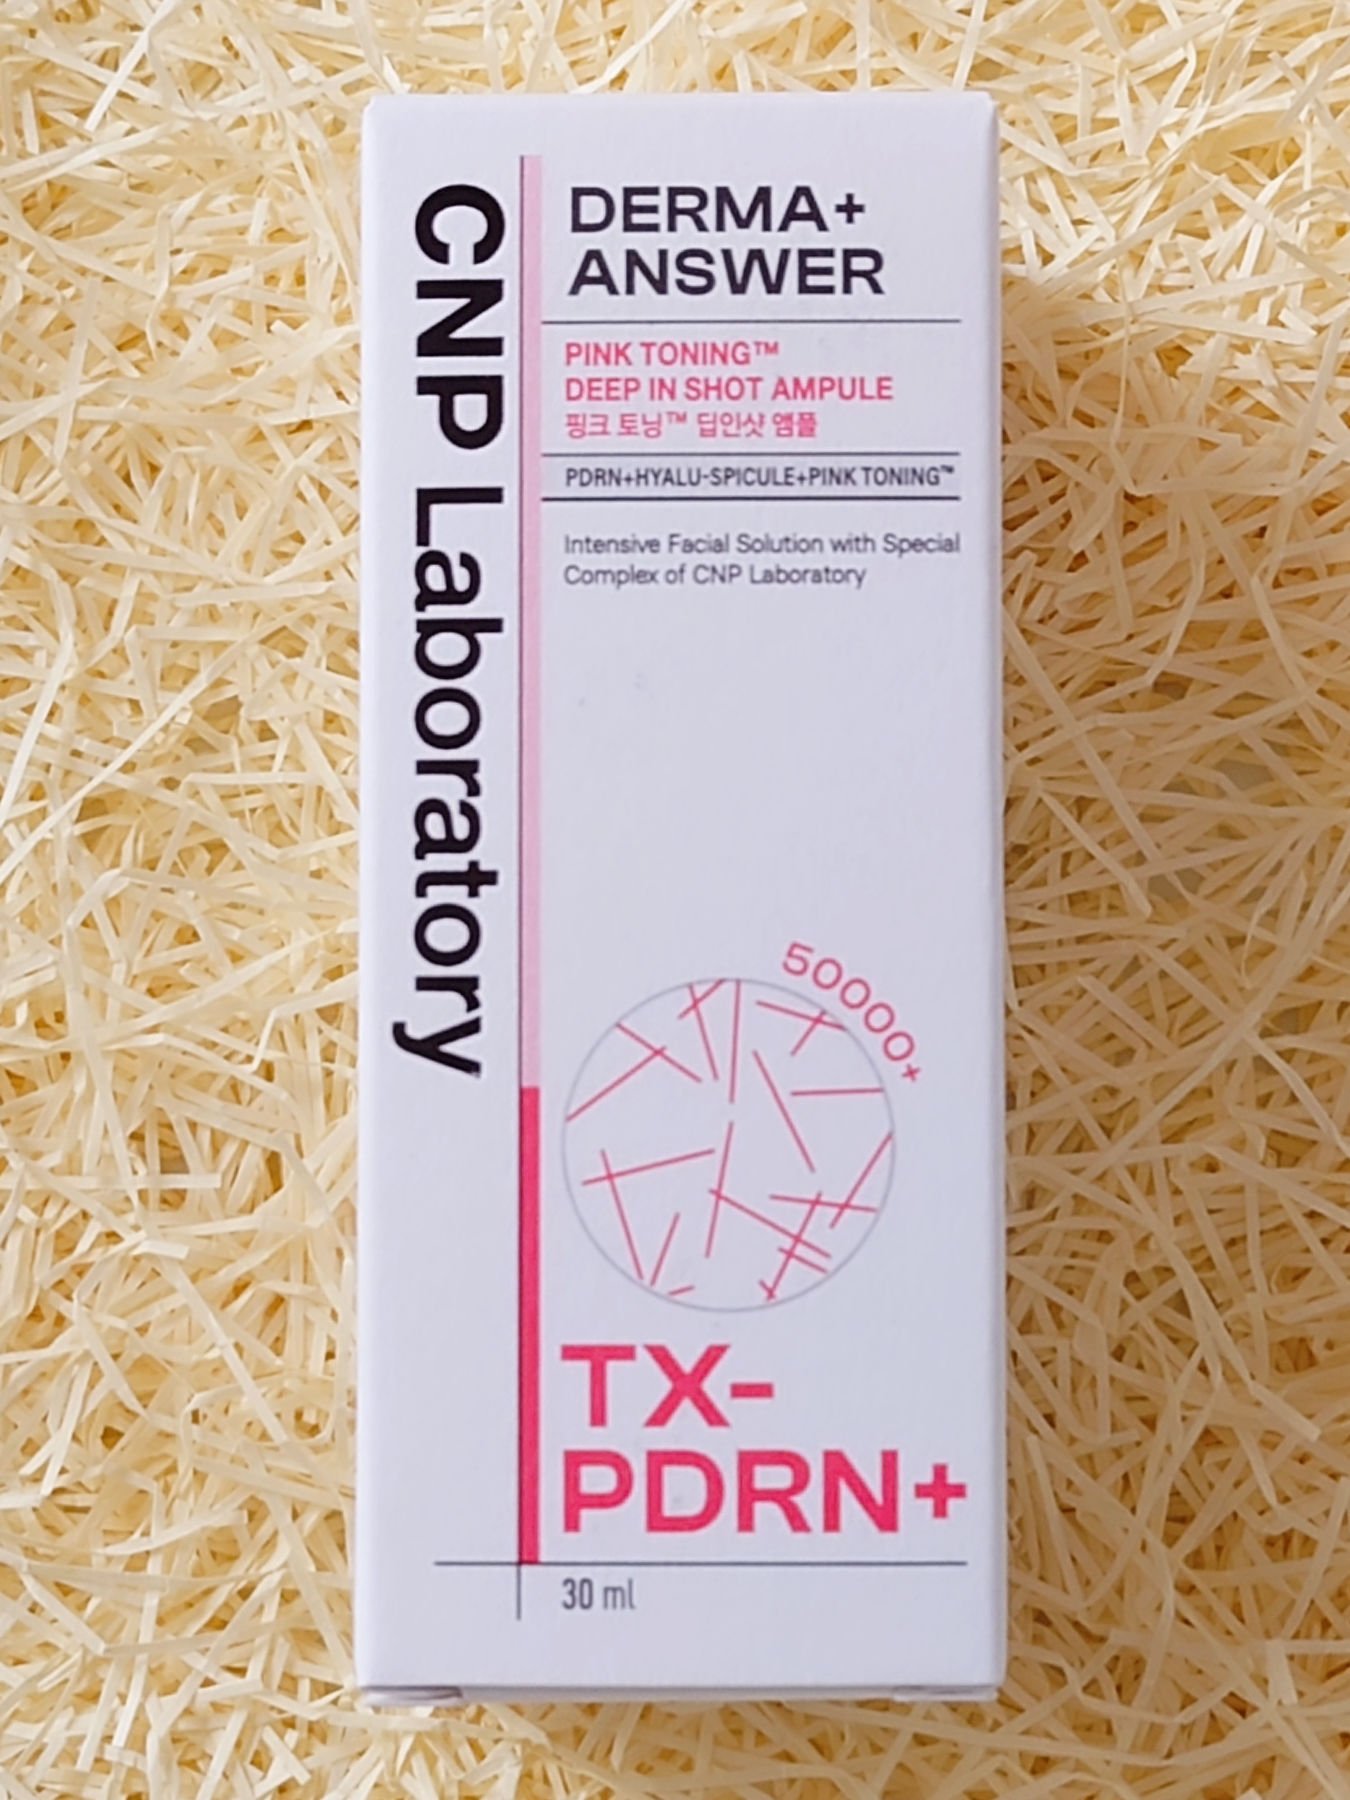 CNP Laboratory
DERMA+
ANSWER
PINK TONING™
DEEP IN SHOT AMPULE
핑크 토닝™ 딥인샷 앰플
PDRN+HYALU-SPICULE+PINK TONING™
Intensive Facial Solution with Special
Complex of CNP Laboratory
50000+
TX-
PDRN+
30 ml